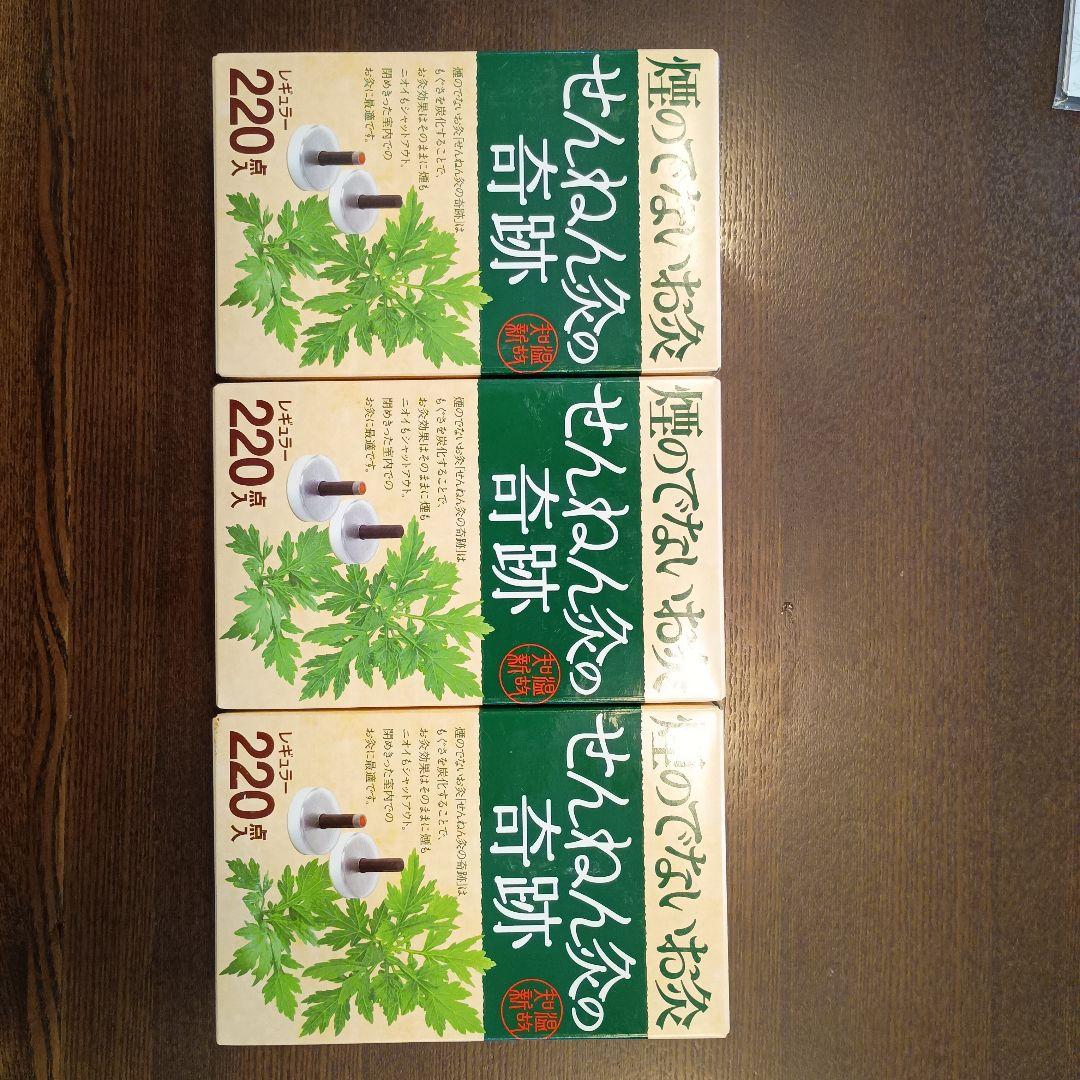 煙のでないお灸
せんねん灸の
奇跡
温故
知新
煙のでないお灸「せんねん灸の奇跡」は
もぐさを炭化することで、
お灸効果はそのままに煙も
ニオイもシャットアウト。
閉めきった室内での
お灸に最適です。
レギュラー
220点入
煙のでないお灸
せんねん灸の
奇跡
温故
知新
煙のでないお灸「せんねん灸の奇跡」は
もぐさを炭化することで、
お灸効果はそのままに煙も
ニオイもシャットアウト。
閉めきった室内での
お灸に最適です。
レギュラー
220点入
煙のでないお灸
せんねん灸の
奇跡
温故
知新
煙のでないお灸「せんねん灸の奇跡」は
もぐさを炭化することで、
お灸効果はそのままに煙も
ニオイもシャットアウト。
閉めきった室内での
お灸に最適です。
レギュラー
220点入